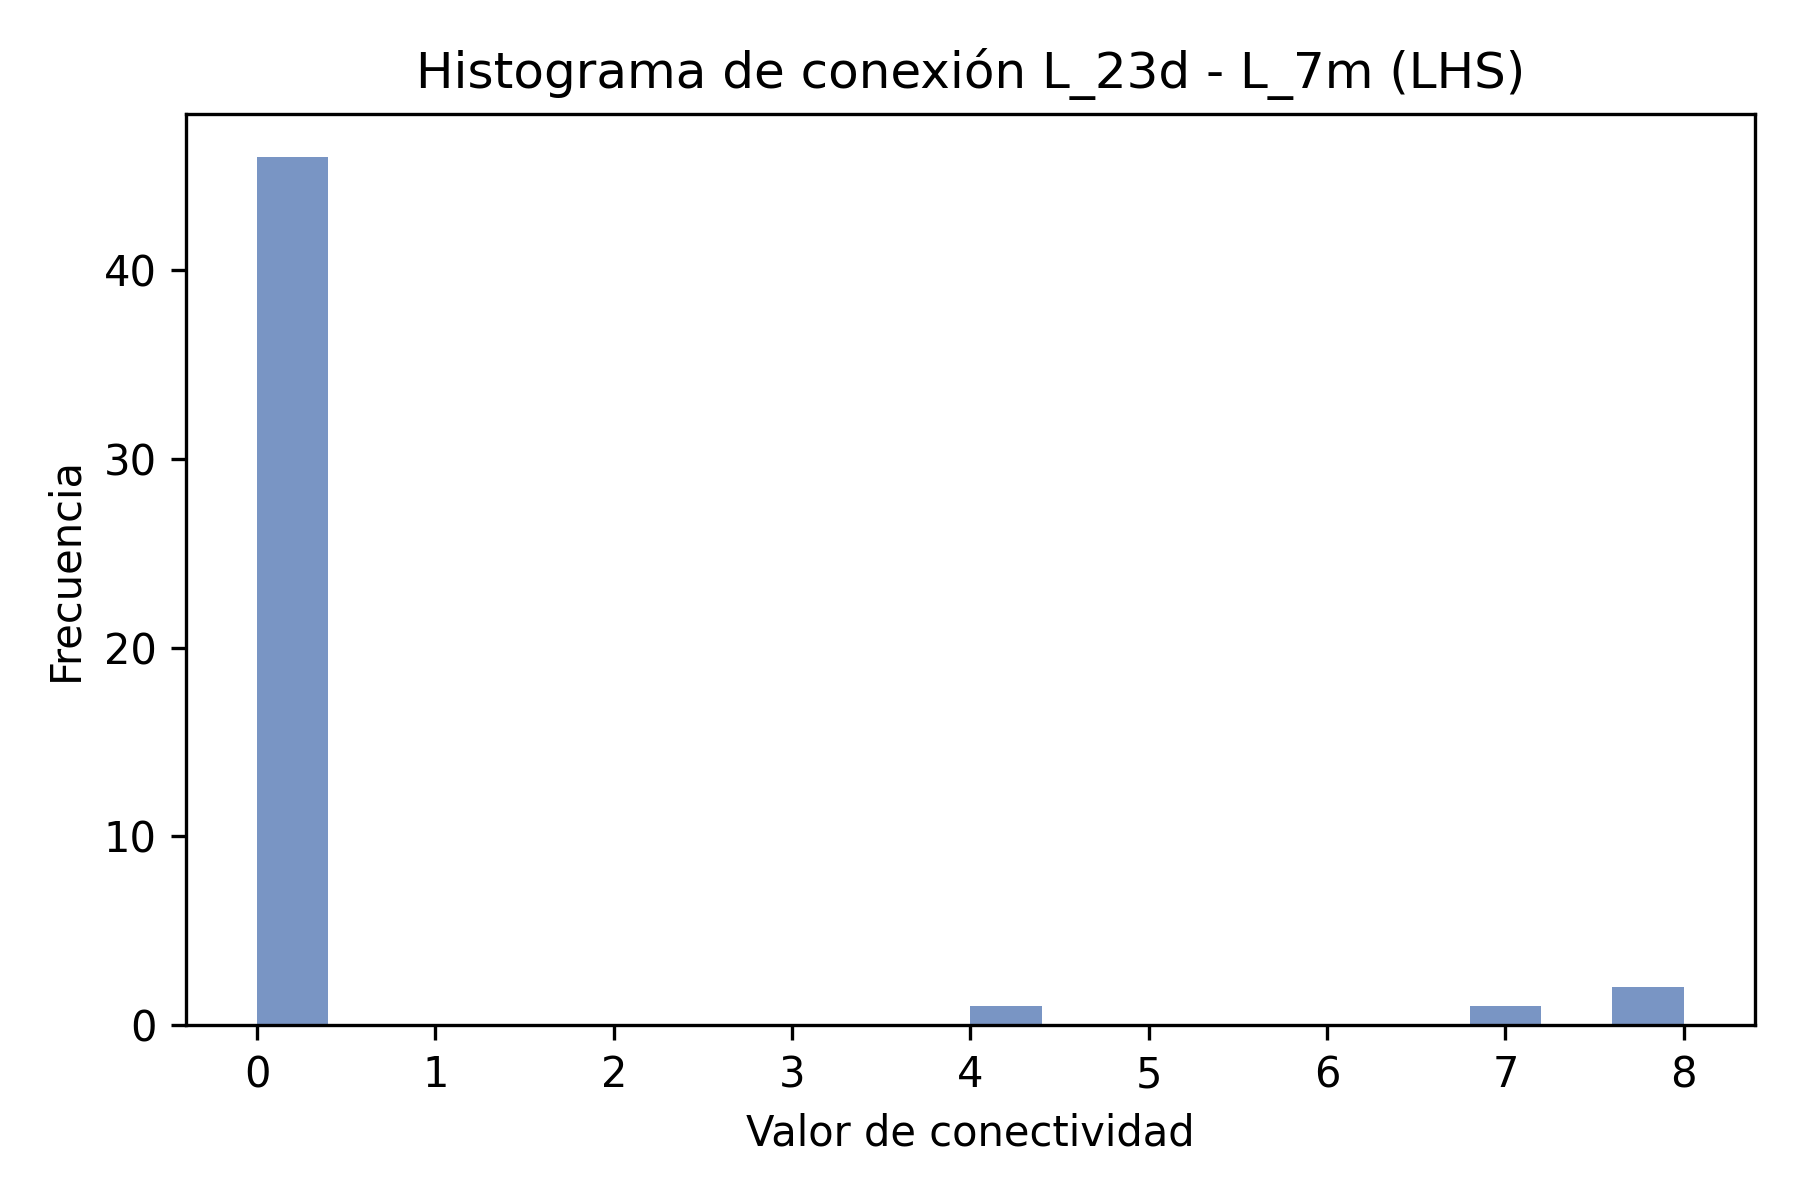 Histograma de conexión L_23d - L_7m (LHS)
Frecuencia
40
30
20
10
0
0 1 2 3 4 5 6 7 8
Valor de conectividad